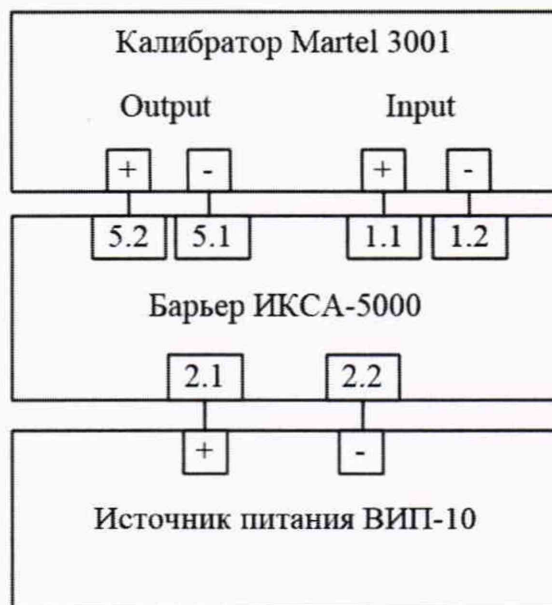 Калибратор Martel 3001
Output Input
+ - + -
5.2 5.1 1.1 1.2
Барьер ИКСА-5000
2.1 2.2
+ -
Источник питания ВИП-10